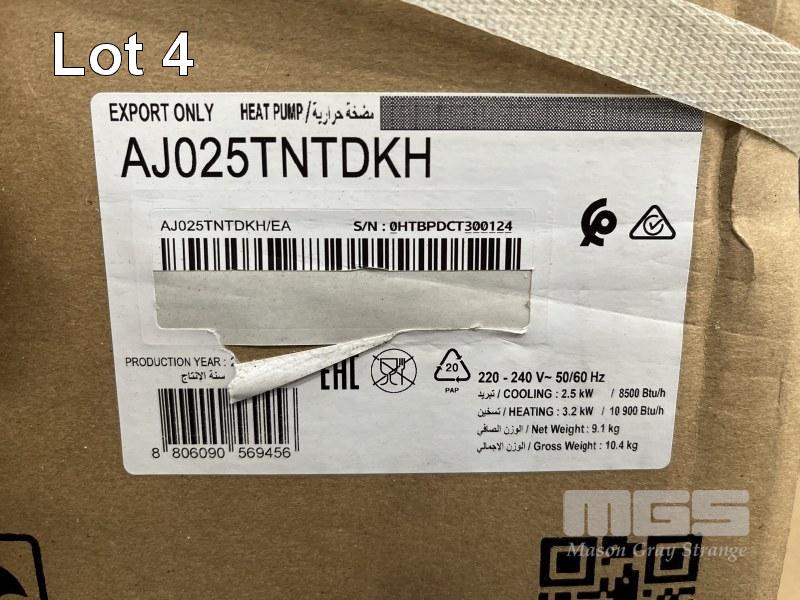 Lot 4
EXPORT ONLY HEAT PUMP / مضخة حرارية
AJ025TNTDKH
AJ025TNTDKH/EA S/N : 0HTBPDCT300124
PRODUCTION YEAR : 2
سنة الانتاج
EAC
20
PAP
220 - 240 V~ 50/60 Hz
تبريد / COOLING : 2.5 kW / 8500 Btu/h
تسخين / HEATING : 3.2 kW / 10 900 Btu/h
الوزن الصافي / Net Weight : 9.1 kg
الوزن الاجمالي / Gross Weight : 10.4 kg
8 806090 569456
MGS
Mason Gray Strange